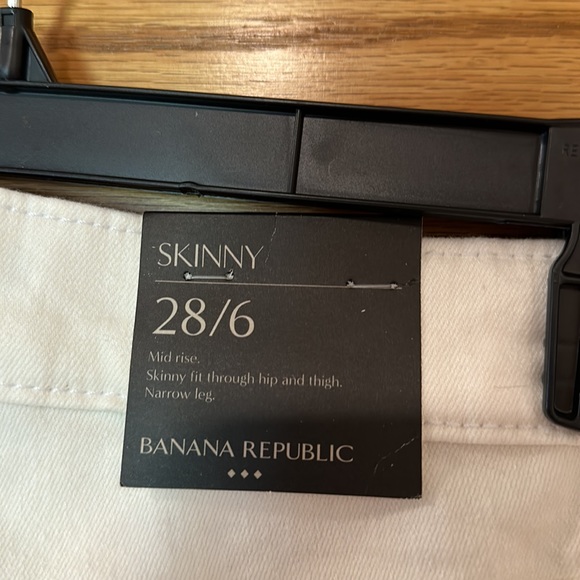 SKINNY
28/6
Mid rise.
Skinny fit through hip and thigh.
Narrow leg.
BANANA REPUBLIC